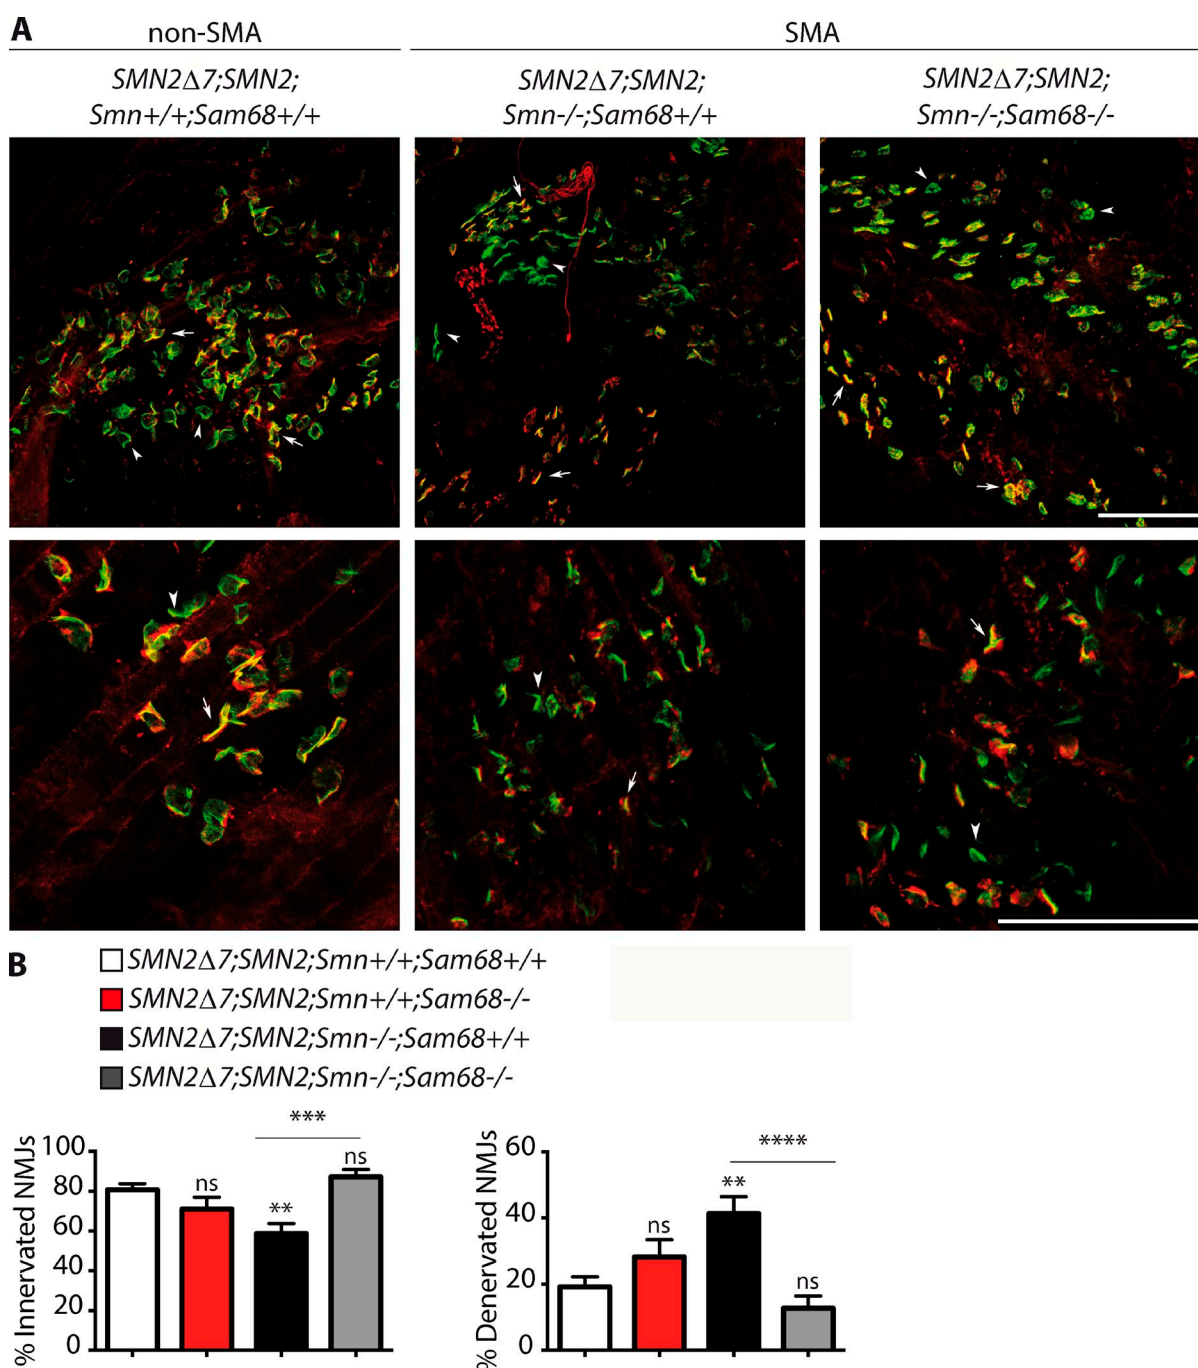 A
non-SMA
SMA
SMN2Δ7;SMN2;
Smn+/+;Sam68+/+
SMN2Δ7;SMN2;
Smn-/-;Sam68+/+
SMN2Δ7;SMN2;
Smn-/-;Sam68-/-
B
SMN2Δ7;SMN2;Smn+/+;Sam68+/+
SMN2Δ7;SMN2;Smn+/+;Sam68-/-
SMN2Δ7;SMN2;Smn-/-;Sam68+/+
SMN2Δ7;SMN2;Smn-/-;Sam68-/-
% Innervated NMJs
100
80
60
40
20
0
ns
**
***
ns
% Denervated NMJs
60
40
20
0
ns
**
****
ns